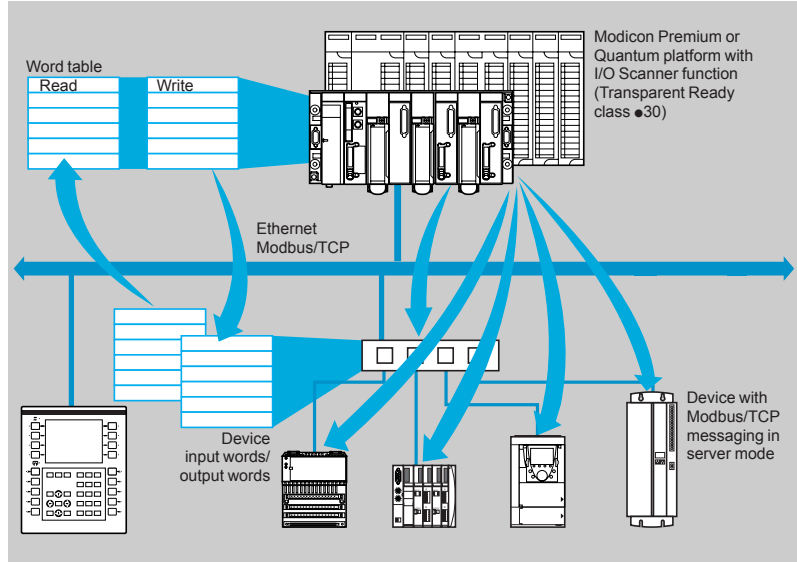 Modicon Premium or
Quantum platform with
I/O Scanner function
(Transparent Ready
class ●30)
Word table
Read Write
Ethernet
Modbus/TCP
Device
input words/
output words
Device with
Modbus/TCP
messaging in
server mode